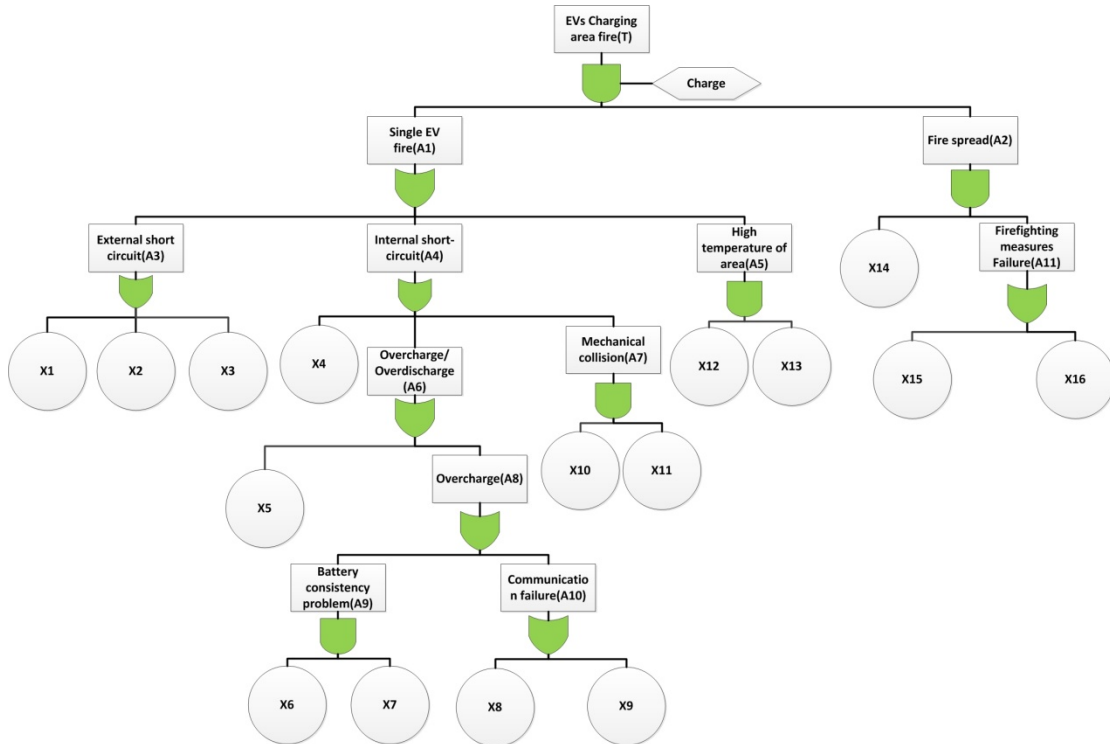 EVs Charging
area fire(T)
Charge
Single EV
fire(A1)
Fire spread(A2)
External short
circuit(A3)
Internal short-
circuit(A4)
High
temperature of
area(A5)
X14
Firefighting
measures
Failure(A11)
X1
X2
X3
X4
Overcharge/
Overdischarge
(A6)
Mechanical
collision(A7)
X12
X13
X15
X16
X5
Overcharge(A8)
X10
X11
Battery
consistency
problem(A9)
Communicatio
n failure(A10)
X6
X7
X8
X9